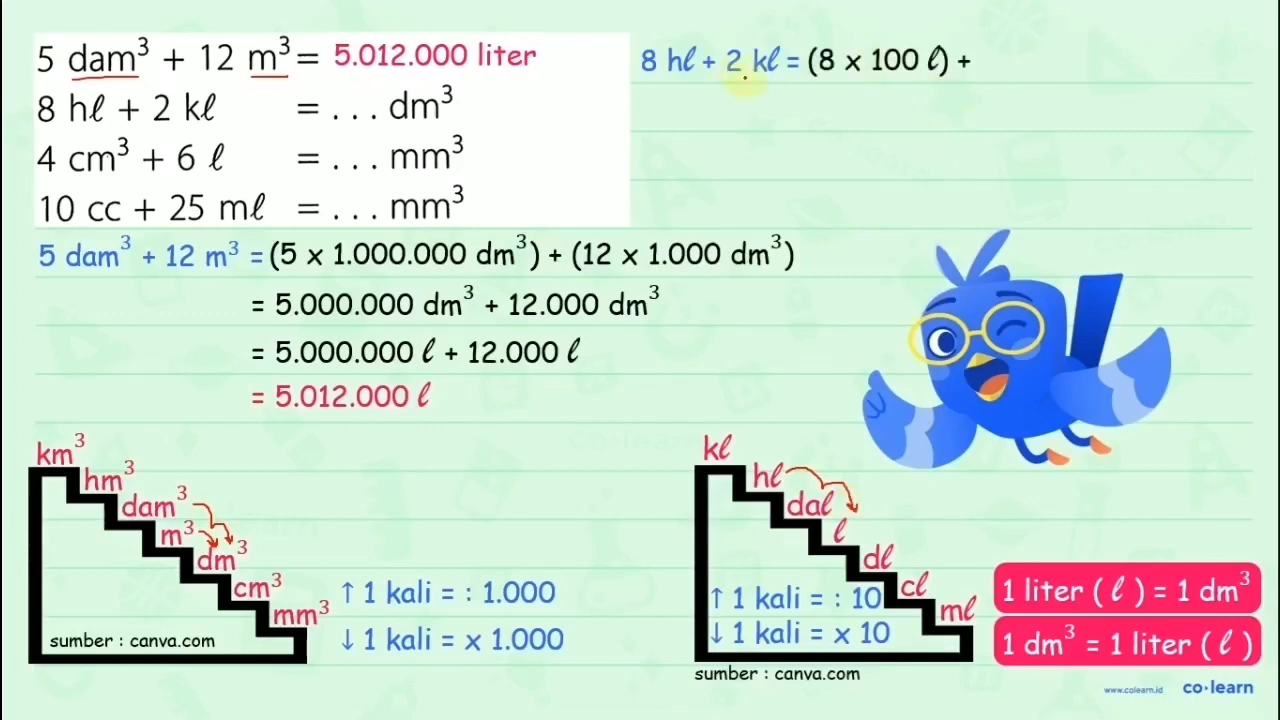 5 dam³ + 12 m³ = 5.012.000 liter
8 hℓ + 2 kℓ = . . . dm³
4 cm³ + 6 ℓ = . . . mm³
10 cc + 25 mℓ = . . . mm³
8 hℓ + 2 kℓ = (8 x 100 ℓ) +
5 dam³ + 12 m³ = (5 x 1.000.000 dm³) + (12 x 1.000 dm³)
= 5.000.000 dm³ + 12.000 dm³
= 5.000.000 ℓ + 12.000 ℓ
= 5.012.000 ℓ
km³
hm³
dam³
m³
dm³
cm³
mm³
↑ 1 kali = : 1.000
↓ 1 kali = x 1.000
sumber : canva.com
kℓ
hℓ
daℓ
ℓ
dℓ
cℓ
mℓ
↑ 1 kali = : 10
↓ 1 kali = x 10
sumber : canva.com
1 liter ( ℓ ) = 1 dm³
1 dm³ = 1 liter ( ℓ )
www.colearn.id co·learn
co·learn